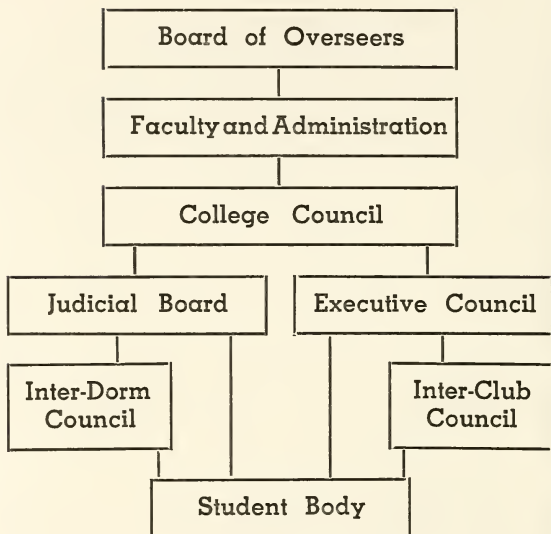 Board of Overseers
Faculty and Administration
College Council
Judicial Board
Executive Council
Inter-Dorm
Council
Inter-Club
Council
Student Body